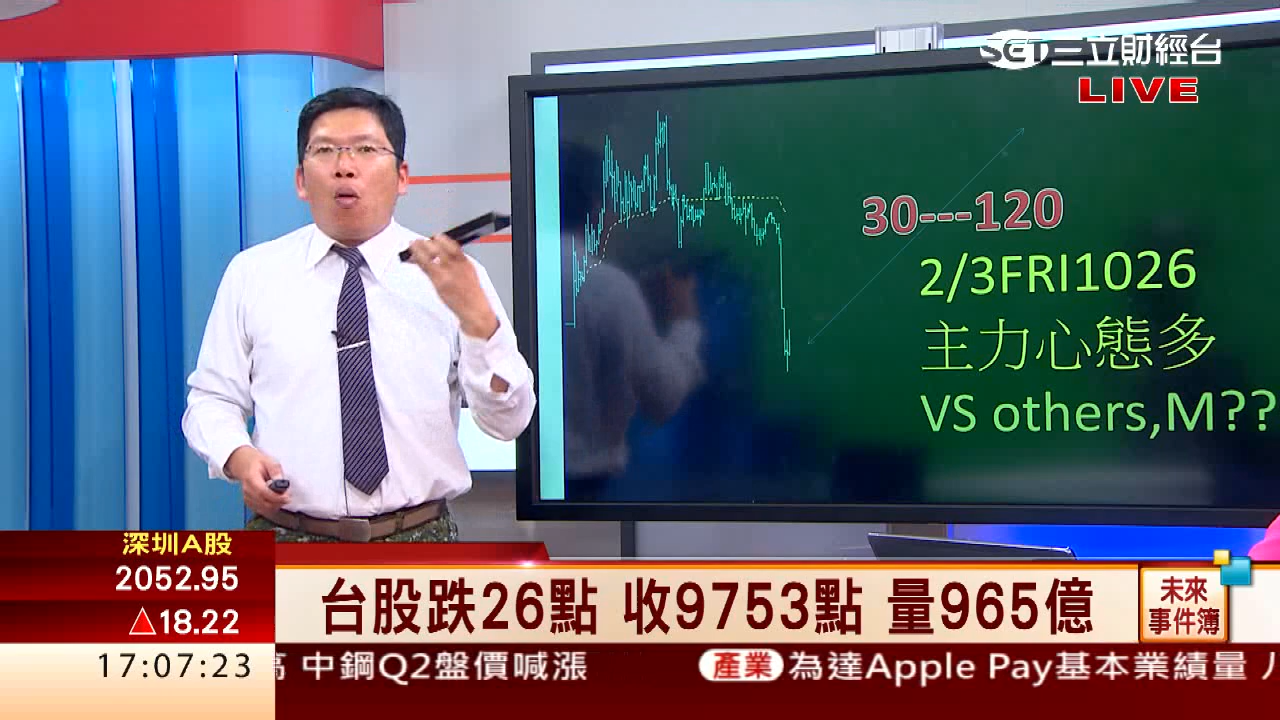 SET三立財經台
LIVE
30---120
2/3FRI1026
主力心態多
VS others,M??
深圳A股
2052.95
△18.22
17:07:23
台股跌26點 收9753點 量965億
未來
事件簿
中鋼Q2盤價喊漲 產業 為達Apple Pay基本業績量